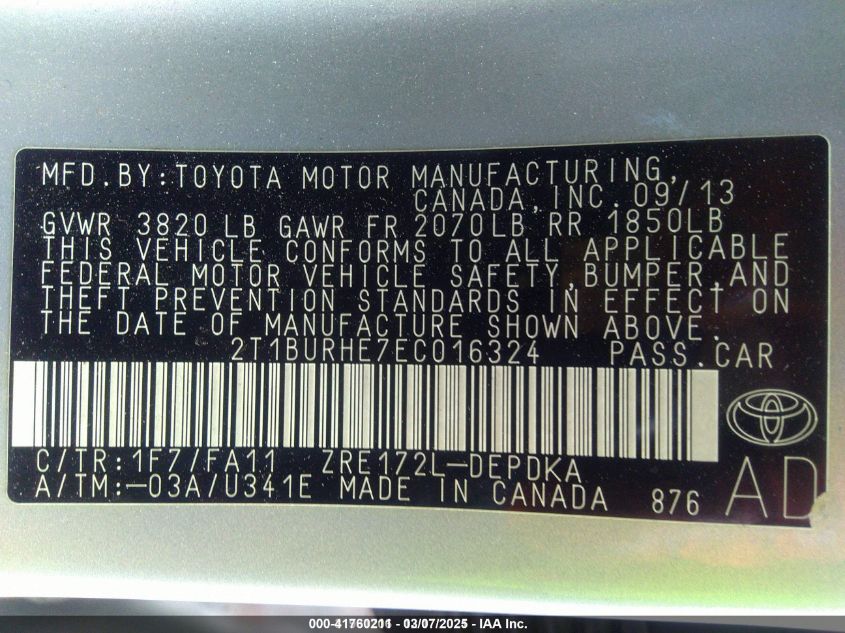 MFD.BY:TOYOTA MOTOR MANUFACTURING,
CANADA,INC.09/13
GVWR 3820 LB GAWR FR 2070LB RR 1850LB
THIS VEHICLE CONFORMS TO ALL APPLICABLE
FEDERAL MOTOR VEHICLE SAFETY,BUMPER,AND
THEFT PREVENTION STANDARDS IN EFFECT ON
THE DATE OF MANUFACTURE SHOWN ABOVE.
2T1BURHE7EC016324 PASS.CAR
C/TR:1F7/FA11 ZRE172L-DEPDKA
A/TM:-03A/U341E MADE IN CANADA 876 AD
000-41760211 - 03/07/2025 - IAA Inc.